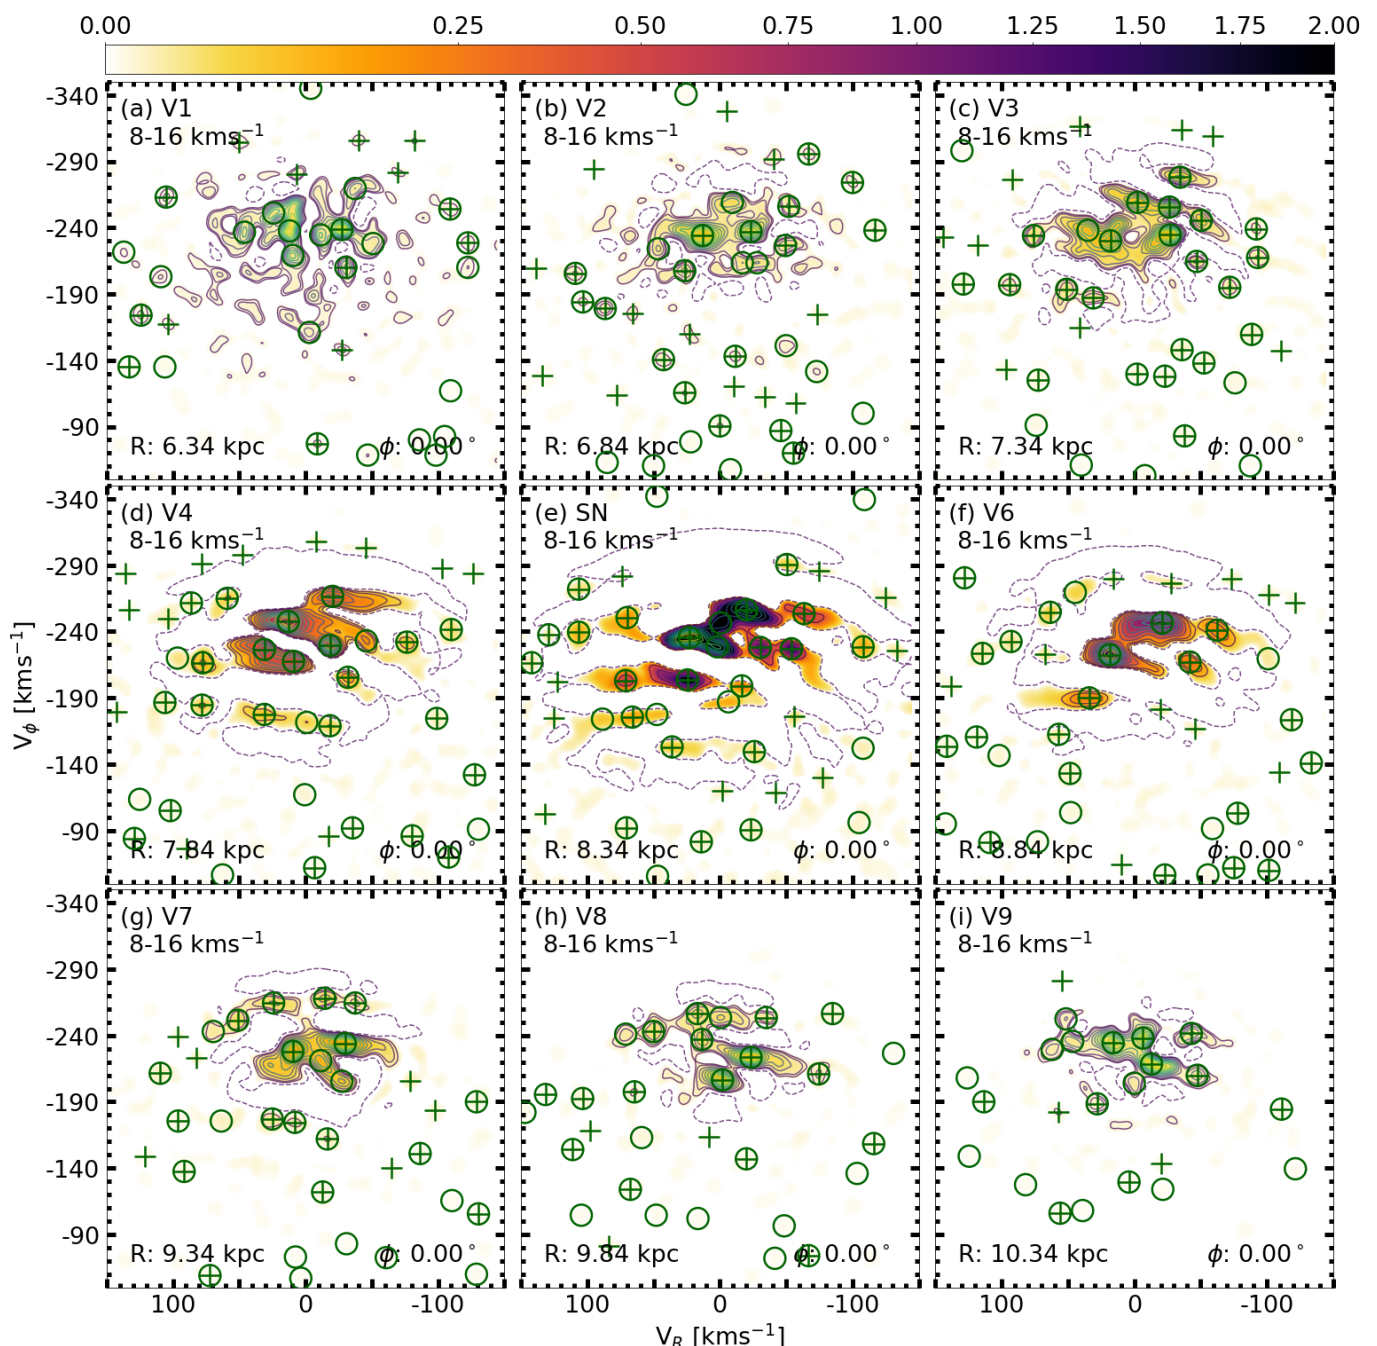 0.00 0.25 0.50 0.75 1.00 1.25 1.50 1.75 2.00
(a) V1 (b) V2 (c) V3
8-16 kms⁻¹ 8-16 kms⁻¹ 8-16 kms⁻¹
-340
-290
-240
-190
-140
-90
R: 6.34 kpc ϕ: 0.00° R: 6.84 kpc ϕ: 0.00° R: 7.34 kpc ϕ: 0.00°
(d) V4 (e) SN (f) V6
8-16 kms⁻¹ 8-16 kms⁻¹ 8-16 kms⁻¹
-340
-290
-240
-190
-140
-90
V_ϕ [kms⁻¹]
R: 7.84 kpc ϕ: 0.00° R: 8.34 kpc ϕ: 0.00° R: 8.84 kpc ϕ: 0.00°
(g) V7 (h) V8 (i) V9
8-16 kms⁻¹ 8-16 kms⁻¹ 8-16 kms⁻¹
-340
-290
-240
-190
-140
-90
R: 9.34 kpc ϕ: 0.00° R: 9.84 kpc ϕ: 0.00° R: 10.34 kpc ϕ: 0.00°
100 0 -100 100 0 -100 100 0 -100
V_R [kms⁻¹]